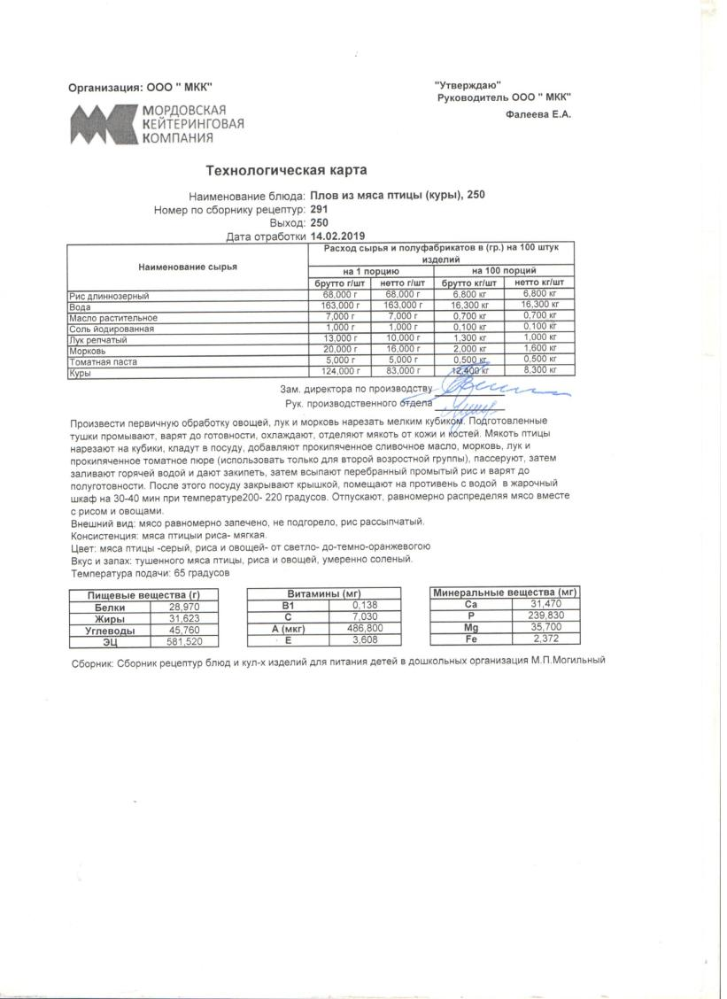 Организация: ООО " МКК"
"Утверждаю"
Руководитель ООО " МКК"
Фалеева Е.А.
МОРДОВСКАЯ
КЕЙТЕРИНГОВАЯ
КОМПАНИЯ
Технологическая карта
Наименование блюда: Плов из мяса птицы (куры), 250
Номер по сборнику рецептур: 291
Выход: 250
Дата отработки 14.02.2019
Наименование сырья
Расход сырья и полуфабрикатов в (гр.) на 100 штук
изделий
на 1 порцию на 100 порций
брутто г/шт нетто г/шт брутто кг/шт нетто кг/шт
Рис длиннозерный 68,000 г 68,000 г 6,800 кг 6,800 кг
Вода 163,000 г 163,000 г 16,300 кг 16,300 кг
Масло растительное 7,000 г 7,000 г 0,700 кг 0,700 кг
Соль йодированная 1,000 г 1,000 г 0,100 кг 0,100 кг
Лук репчатый 13,000 г 10,000 г 1,300 кг 1,000 кг
Морковь 20,000 г 16,000 г 2,000 кг 1,600 кг
Томатная паста 5,000 г 5,000 г 0,500 кг 0,500 кг
Куры 124,000 г 83,000 г 12,400 кг 8,300 кг
Зам. директора по производству
Рук. производственного отдела
Произвести первичную обработку овощей, лук и морковь нарезать мелким кубиком. Подготовленные
тушки промывают, варят до готовности, охлаждают, отделяют мякоть от кожи и костей. Мякоть птицы
нарезают на кубики, кладут в посуду, добавляют прокипяченное сливочное масло, морковь, лук и
прокипяченное томатное пюре (использовать только для второй возростной группы), пассеруют, затем
заливают горячей водой и дают закипеть, затем всыпают перебранный промытый рис и варят до
полуготовности. После этого посуду закрывают крышкой, помещают на противень с водой в жарочный
шкаф на 30-40 мин при температуре200- 220 градусов. Отпускают, равномерно распределяя мясо вместе
с рисом и овощами.
Внешний вид: мясо равномерно запечено, не подгорело, рис рассыпчатый.
Консистенция: мяса птицыи риса- мягкая.
Цвет: мяса птицы -серый, риса и овощей- от светло- до-темно-оранжевогою
Вкус и запах: тушенного мяса птицы, риса и овощей, умеренно соленый.
Температура подачи: 65 градусов
Пищевые вещества (г)
Белки 28,970
Жиры 31,623
Углеводы 45,760
ЭЦ 581,520
Витамины (мг)
B1 0,138
C 7,030
А (мкг) 486,800
E 3,608
Минеральные вещества (мг)
Ca 31,470
P 239,830
Mg 35,700
Fe 2,372
Сборник: Сборник рецептур блюд и кул-х изделий для питания детей в дошкольных организация М.П.Могильный